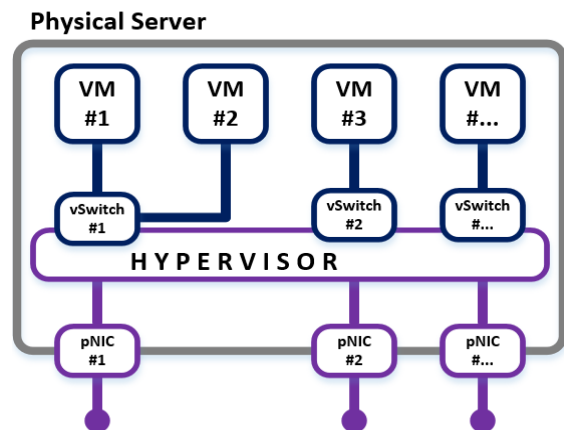 Physical Server
VM
#1
VM
#2
VM
#3
VM
#...
vSwitch
#1
vSwitch
#2
vSwitch
#...
HYPERVISOR
pNIC
#1
pNIC
#2
pNIC
#...